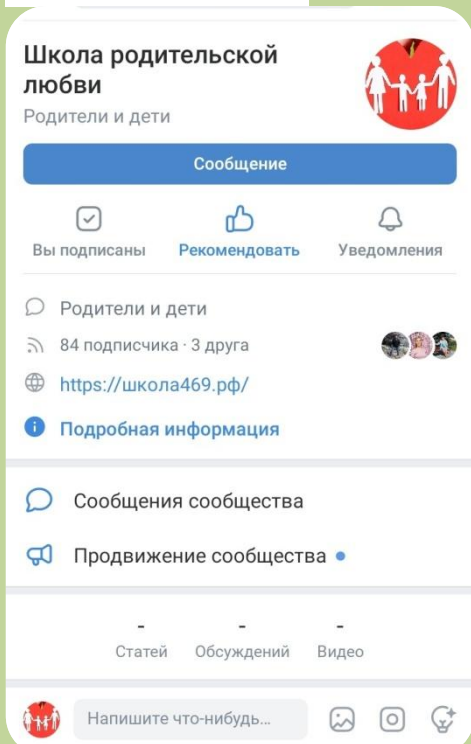 Школа родительской
любви
Родители и дети
Сообщение
Вы подписаны Рекомендовать Уведомления
Родители и дети
84 подписчика · 3 друга
https://школа469.рф/
Подробная информация
Сообщения сообщества
Продвижение сообщества
- - -
Статей Обсуждений Видео
Напишите что-нибудь...